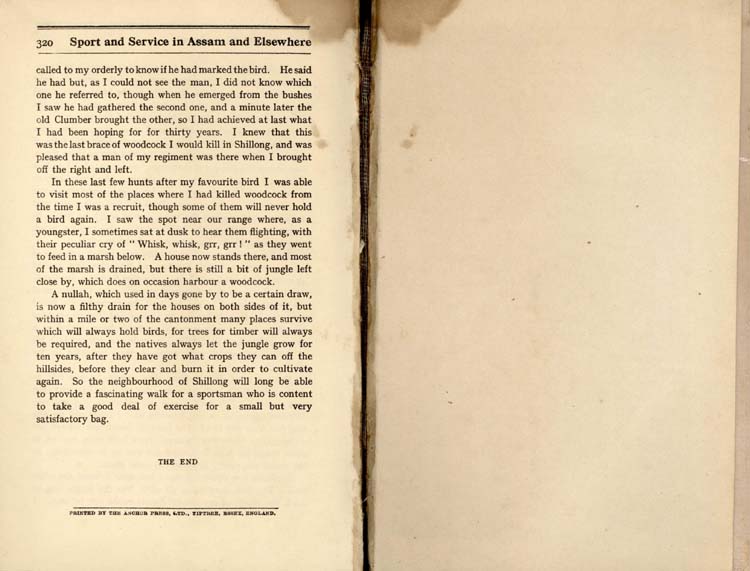 320 Sport and Service in Assam and Elsewhere
called to my orderly to know if he had marked the bird. He said
he had but, as I could not see the man, I did not know which
one he referred to, though when he emerged from the bushes
I saw he had gathered the second one, and a minute later the
old Clumber brought the other, so I had achieved at last what
I had been hoping for for thirty years. I knew that this
was the last brace of woodcock I would kill in Shillong, and was
pleased that a man of my regiment was there when I brought
off the right and left.
In these last few hunts after my favourite bird I was able
to visit most of the places where I had killed woodcock from
the time I was a recruit, though some of them will never hold
a bird again. I saw the spot near our range where, as a
youngster, I sometimes sat at dusk to hear them flighting, with
their peculiar cry of " Whisk, whisk, grr, grr ! " as they went
to feed in a marsh below. A house now stands there, and most
of the marsh is drained, but there is still a bit of jungle left
close by, which does on occasion harbour a woodcock.
A nullah, which used in days gone by to be a certain draw,
is now a filthy drain for the houses on both sides of it, but
within a mile or two of the cantonment many places survive
which will always hold birds, for trees for timber will always
be required, and the natives always let the jungle grow for
ten years, after they have got what crops they can off the
hillsides, before they clear and burn it in order to cultivate
again. So the neighbourhood of Shillong will long be able
to provide a fascinating walk for a sportsman who is content
to take a good deal of exercise for a small but very
satisfactory bag.
THE END
PRINTED BY THE ANCHOR PRESS, LTD., TIPTREE, ESSEX, ENGLAND.